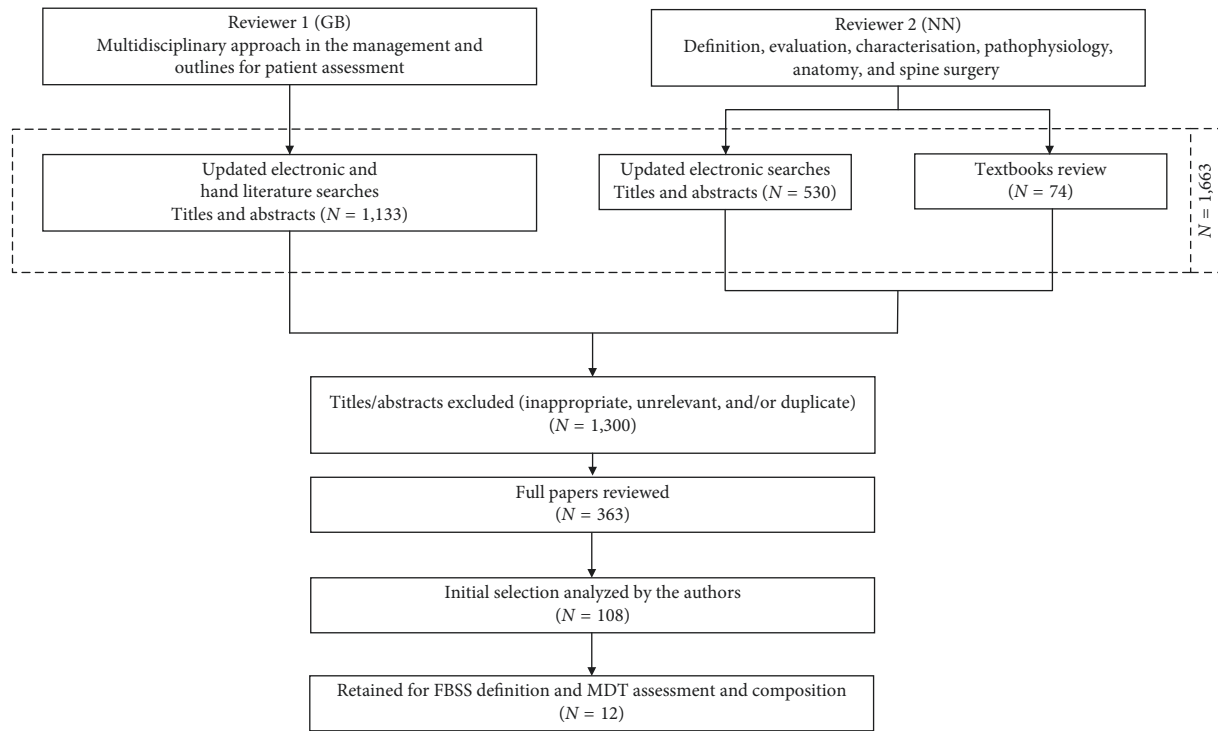 Reviewer 1 (GB)
Multidisciplinary approach in the management and
outlines for patient assessment
Reviewer 2 (NN)
Definition, evaluation, characterisation, pathophysiology,
anatomy, and spine surgery
Updated electronic and
hand literature searches
Titles and abstracts (N = 1,133)
Updated electronic searches
Titles and abstracts (N = 530)
Textbooks review
(N = 74)
N = 1,663
Titles/abstracts excluded (inappropriate, unrelevant, and/or duplicate)
(N = 1,300)
Full papers reviewed
(N = 363)
Initial selection analyzed by the authors
(N = 108)
Retained for FBSS definition and MDT assessment and composition
(N = 12)